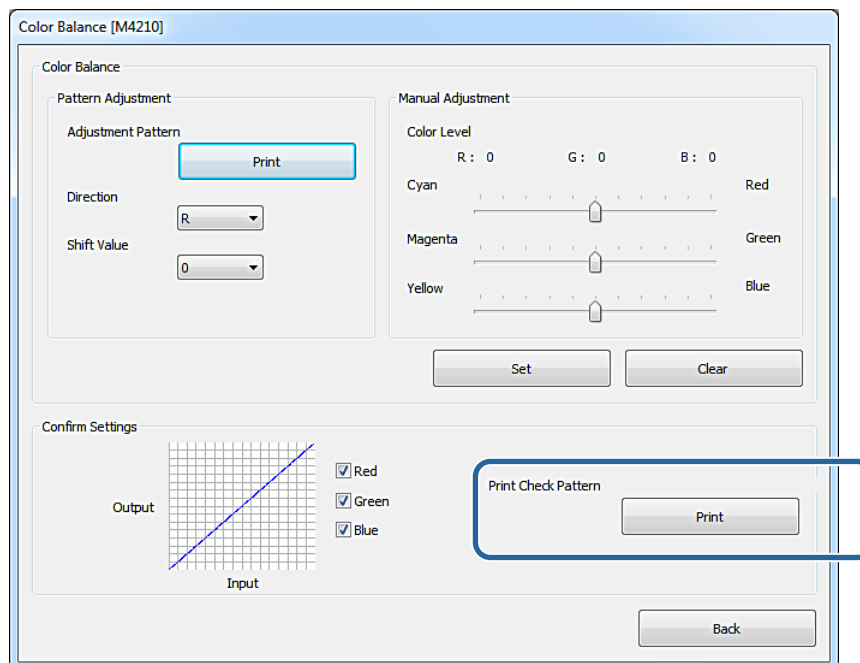 Color Balance [M4210]
Color Balance
Pattern Adjustment
Adjustment Pattern
Print
Direction
R
Shift Value
0
Manual Adjustment
Color Level
R: 0 G: 0 B: 0
Cyan Red
Magenta Green
Yellow Blue
Set Clear
Confirm Settings
Output
Input
Red
Green
Blue
Print Check Pattern
Print
Back